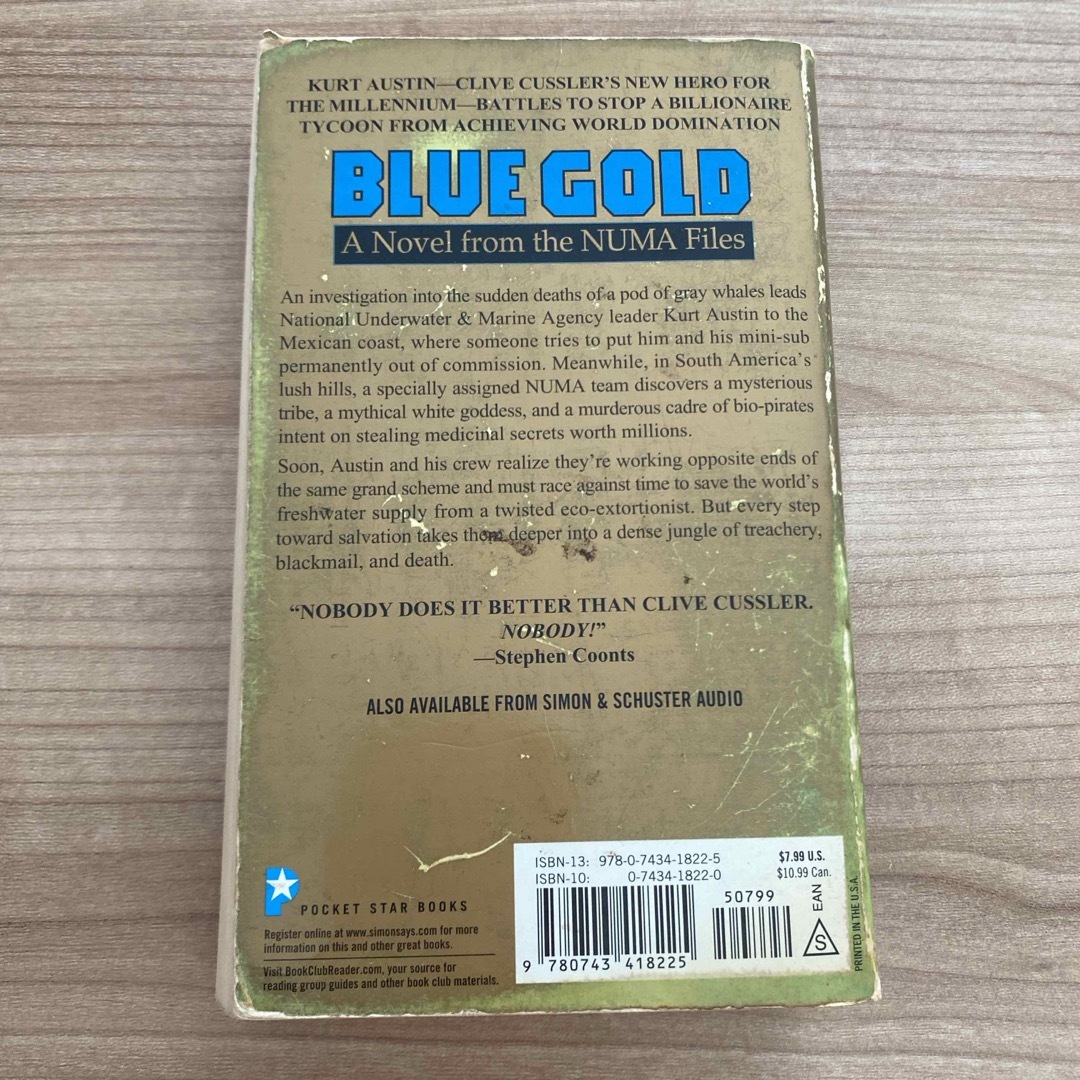 KURT AUSTIN—CLIVE CUSSLER'S NEW HERO FOR
THE MILLENNIUM—BATTLES TO STOP A BILLIONAIRE
TYCOON FROM ACHIEVING WORLD DOMINATION
BLUE GOLD
A Novel from the NUMA Files
An investigation into the sudden deaths of a pod of gray whales leads
National Underwater & Marine Agency leader Kurt Austin to the
Mexican coast, where someone tries to put him and his mini-sub
permanently out of commission. Meanwhile, in South America's
lush hills, a specially assigned NUMA team discovers a mysterious
tribe, a mythical white goddess, and a murderous cadre of bio-pirates
intent on stealing medicinal secrets worth millions.
Soon, Austin and his crew realize they're working opposite ends of
the same grand scheme and must race against time to save the world's
freshwater supply from a twisted eco-extortionist. But every step
toward salvation takes them deeper into a dense jungle of treachery,
blackmail, and death.
"NOBODY DOES IT BETTER THAN CLIVE CUSSLER.
NOBODY!"
—Stephen Coonts
ALSO AVAILABLE FROM SIMON & SCHUSTER AUDIO
P
POCKET STAR BOOKS
Register online at www.simonsays.com for more
information on this and other great books.
Visit BookClubReader.com, your source for
reading group guides and other book club materials.
ISBN-13: 978-0-7434-1822-5
ISBN-10: 0-7434-1822-0
$7.99 U.S.
$10.99 Can.
50799
EAN
S
9 780743 418225
PRINTED IN THE U.S.A.